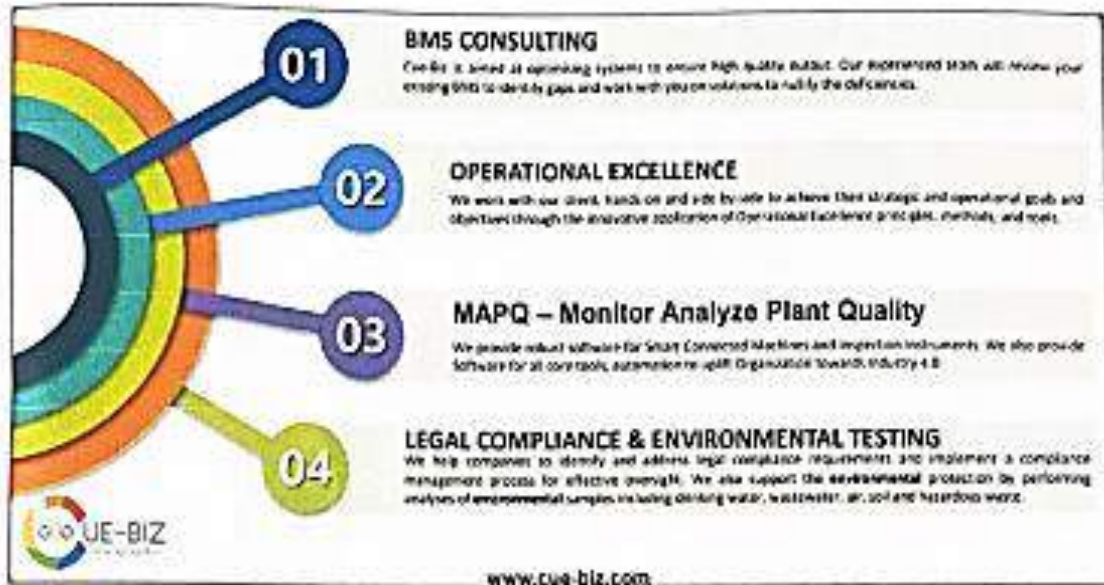 01
BMS CONSULTING
Cue-Biz is aimed at optimising systems to ensure high quality output. Our experienced team will review your
existing BMS to identify gaps and work with you on solutions to nullify the deficiencies.
02
OPERATIONAL EXCELLENCE
We work with our client, hands on and side by side to achieve their strategic and operational goals and
objectives through the innovative application of Operational Excellence principles, methods, and tools.
03
MAPQ – Monitor Analyze Plant Quality
We provide robust software for Smart Connected Machines and Inspection Instruments. We also provide
Software for all core tools, automation to uplift Organization towards Industry 4.0
04
LEGAL COMPLIANCE & ENVIRONMENTAL TESTING
We help companies to identify and address legal compliance requirements and implement a compliance
management process for effective oversight. We also support the environmental protection by performing
analyses of environmental samples including drinking water, wastewater, air, soil and hazardous waste.
CUE-BIZ
www.cue-biz.com